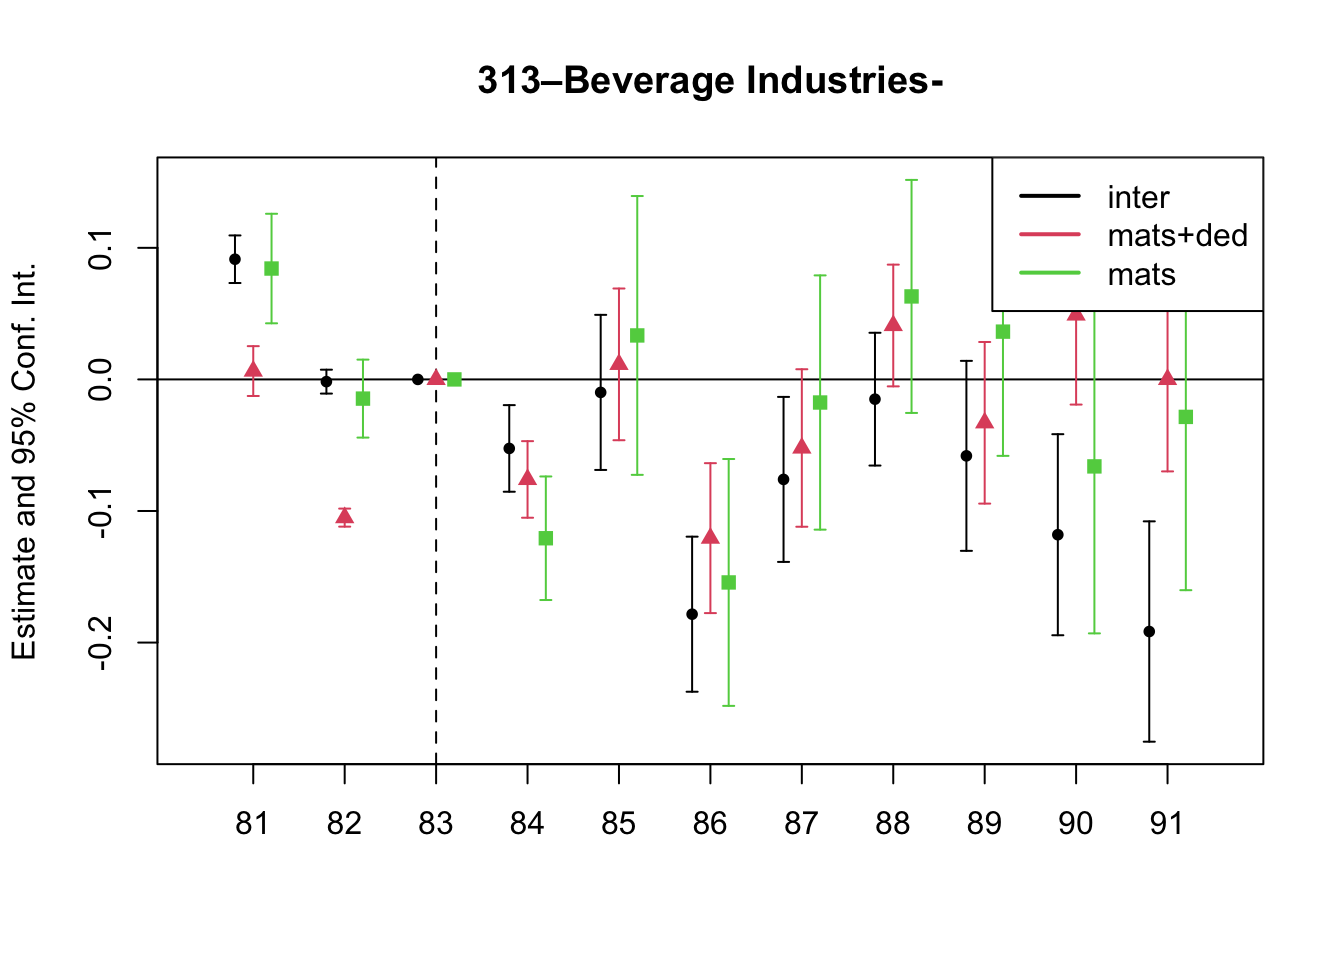 313–Beverage Industries-
inter
mats+ded
mats
Estimate and 95% Conf. Int.
0.1
0.0
-0.1
-0.2
81 82 83 84 85 86 87 88 89 90 91